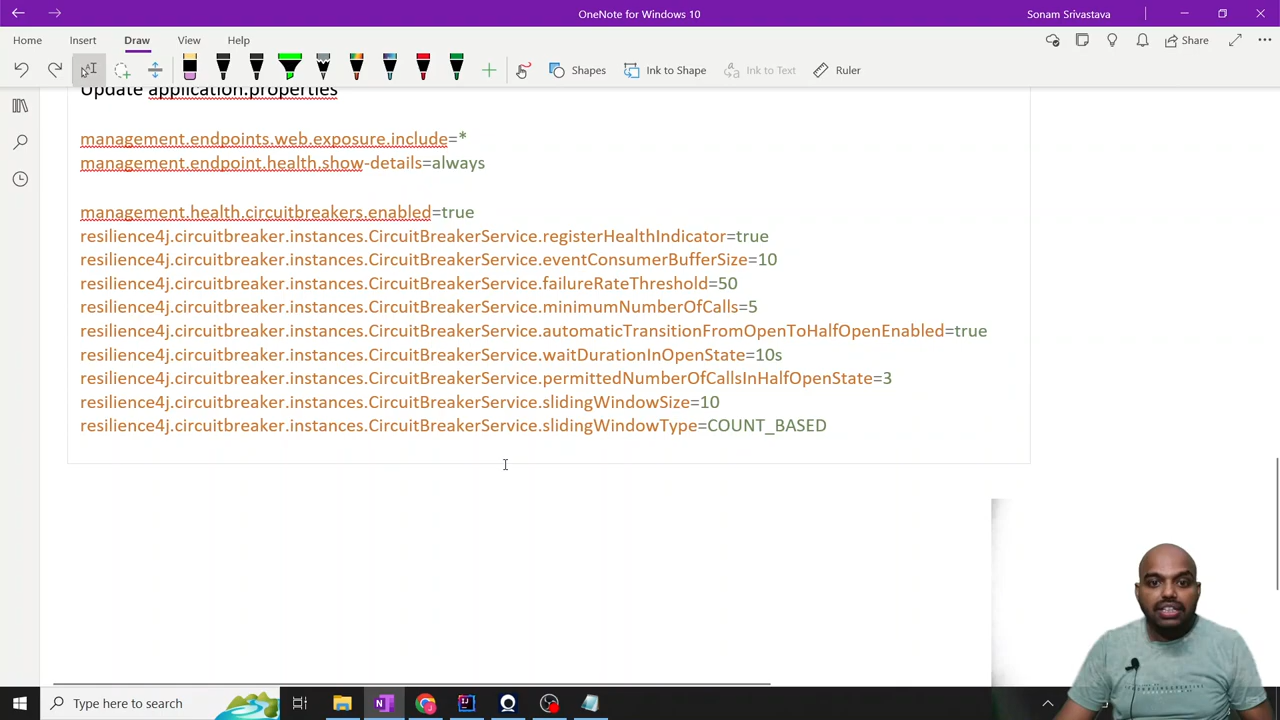 OneNote for Windows 10
Sonam Srivastava
Home
Insert
Draw
View
Help
Share
Shapes
Ink to Shape
Ink to Text
Ruler
Update application.properties
management.endpoints.web.exposure.include=*
management.endpoint.health.show-details=always
management.health.circuitbreakers.enabled=true
resilience4j.circuitbreaker.instances.CircuitBreakerService.registerHealthIndicator=true
resilience4j.circuitbreaker.instances.CircuitBreakerService.eventConsumerBufferSize=10
resilience4j.circuitbreaker.instances.CircuitBreakerService.failureRateThreshold=50
resilience4j.circuitbreaker.instances.CircuitBreakerService.minimumNumberOfCalls=5
resilience4j.circuitbreaker.instances.CircuitBreakerService.automaticTransitionFromOpenToHalfOpenEnabled=true
resilience4j.circuitbreaker.instances.CircuitBreakerService.waitDurationInOpenState=10s
resilience4j.circuitbreaker.instances.CircuitBreakerService.permittedNumberOfCallsInHalfOpenState=3
resilience4j.circuitbreaker.instances.CircuitBreakerService.slidingWindowSize=10
resilience4j.circuitbreaker.instances.CircuitBreakerService.slidingWindowType=COUNT_BASED
Type here to search